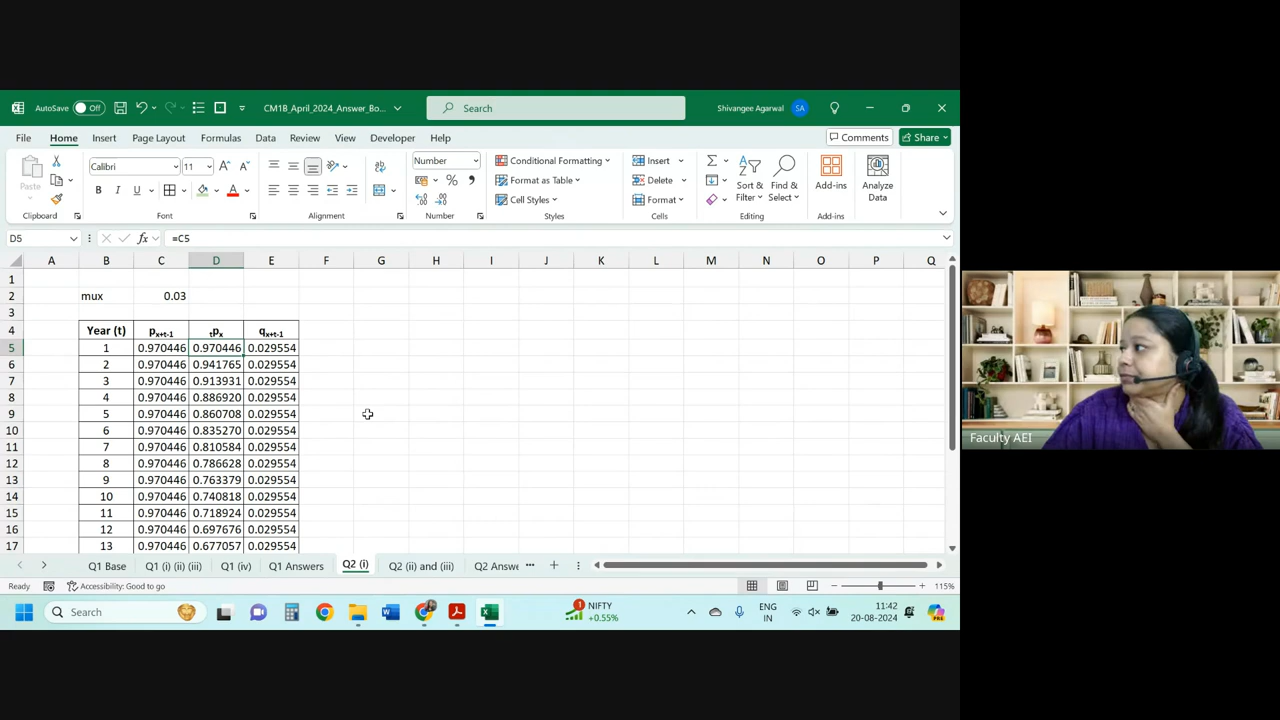 AutoSave Off CM1B_April_2024_Answer_Bo... Search Shivangee Agarwal SA
File Home Insert Page Layout Formulas Data Review View Developer Help Comments Share
Paste Calibri 11 Number Conditional Formatting Insert
B I U A % Format as Table Delete Sort & Filter Find & Select Add-ins Analyze Data
Cell Styles Format
Clipboard Font Alignment Number Styles Cells Editing Add-ins
D5 fx =C5
A B C D E F G H I J K L M N O P Q
1
2 mux 0.03
3
4 Year (t) px+t-1 tpx qx+t-1
5 1 0.970446 0.970446 0.029554
6 2 0.970446 0.941765 0.029554
7 3 0.970446 0.913931 0.029554
8 4 0.970446 0.886920 0.029554
9 5 0.970446 0.860708 0.029554
10 6 0.970446 0.835270 0.029554
11 7 0.970446 0.810584 0.029554
12 8 0.970446 0.786628 0.029554
13 9 0.970446 0.763379 0.029554
14 10 0.970446 0.740818 0.029554
15 11 0.970446 0.718924 0.029554
16 12 0.970446 0.697676 0.029554
17 13 0.970446 0.677057 0.029554
Q1 Base Q1 (i) (ii) (iii) Q1 (iv) Q1 Answers Q2 (i) Q2 (ii) and (iii) Q2 Answe ...
Ready Accessibility: Good to go 115%
Search 1 NIFTY +0.55% ENG IN 11:42 20-08-2024
Faculty AEI